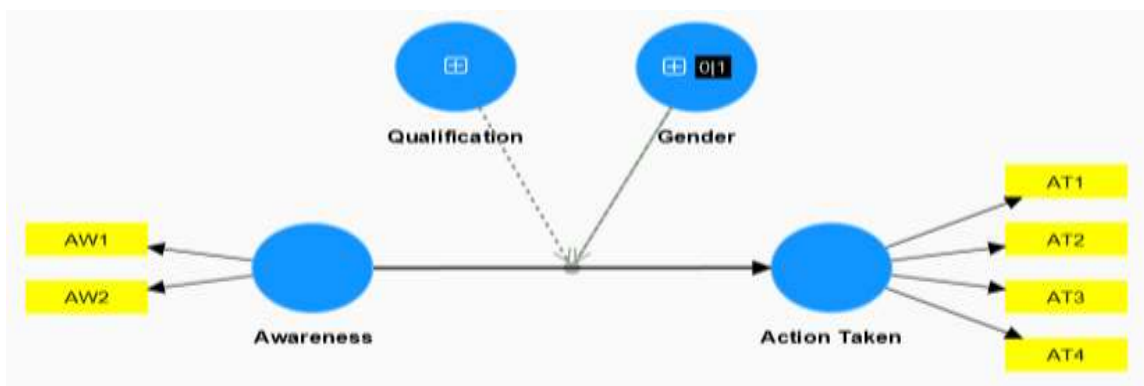 0|1
Qualification
Gender
AT1
AW1
AT2
AW2
AT3
Awareness
Action Taken
AT4